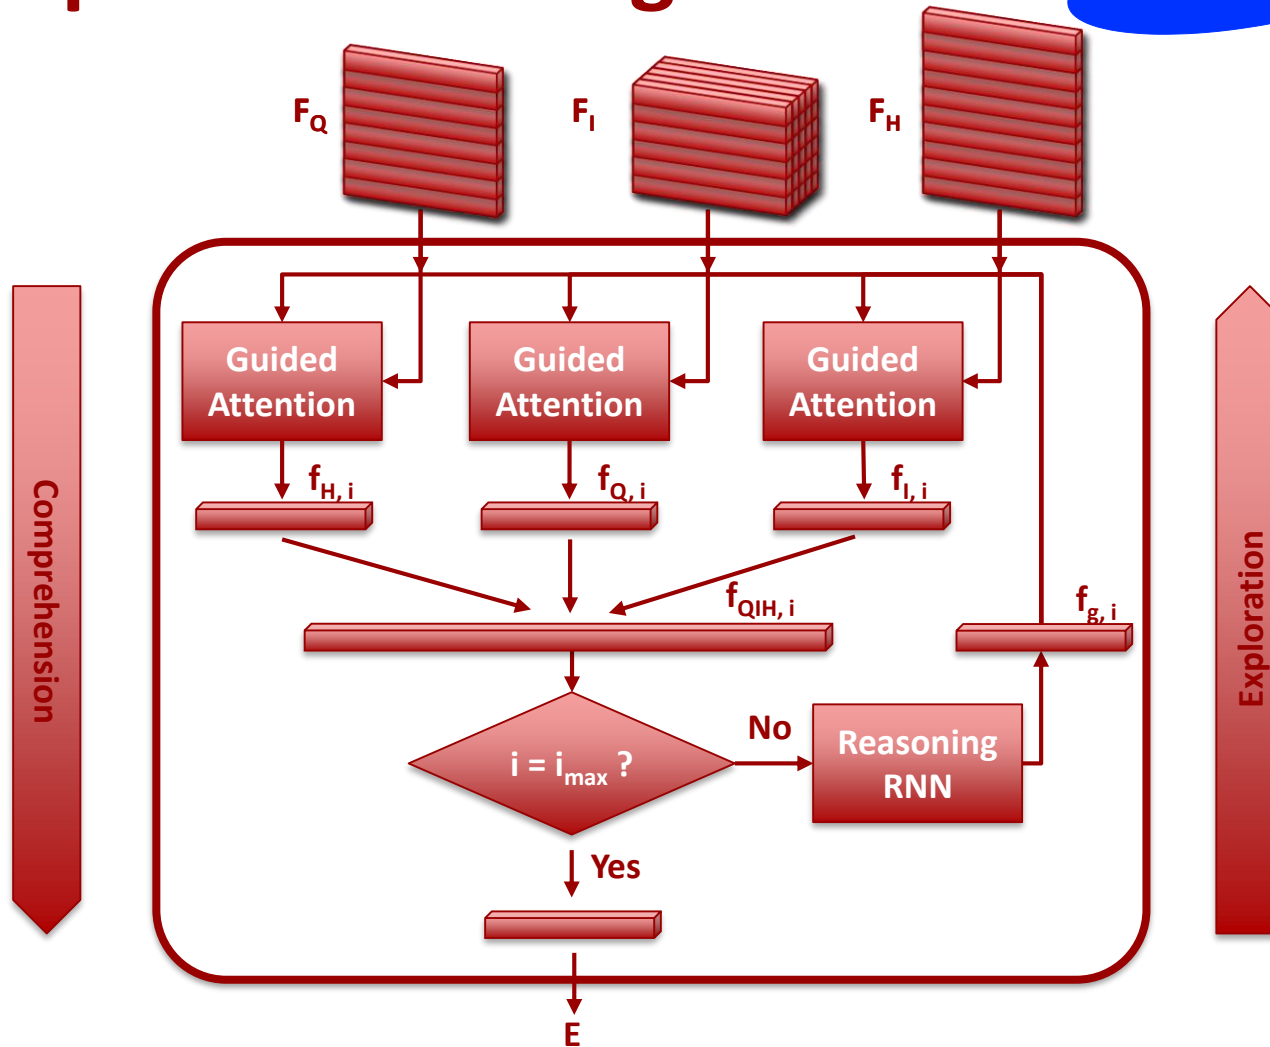 F_Q
F_I
F_H
Guided
Attention
Guided
Attention
Guided
Attention
f_H, i
f_Q, i
f_I, i
Comprehension
Exploration
f_QIH, i
f_g, i
i = i_max ?
No
Reasoning
RNN
Yes
E